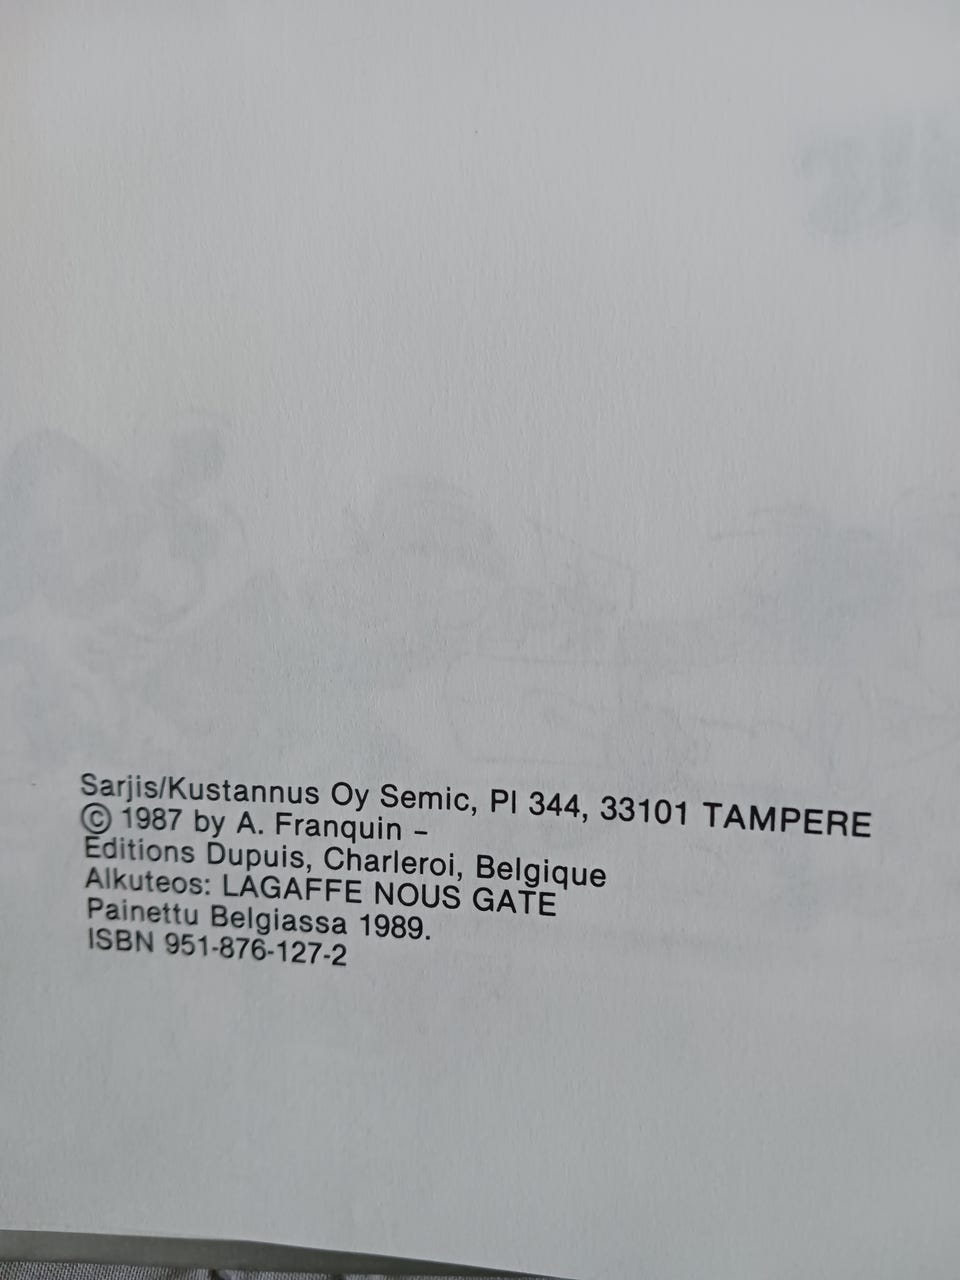 Sarjis/Kustannus Oy Semic, Pl 344, 33101 TAMPERE
© 1987 by A. Franquin –
Editions Dupuis, Charleroi, Belgique
Alkuteos: LAGAFFE NOUS GATE
Painettu Belgiassa 1989.
ISBN 951-876-127-2